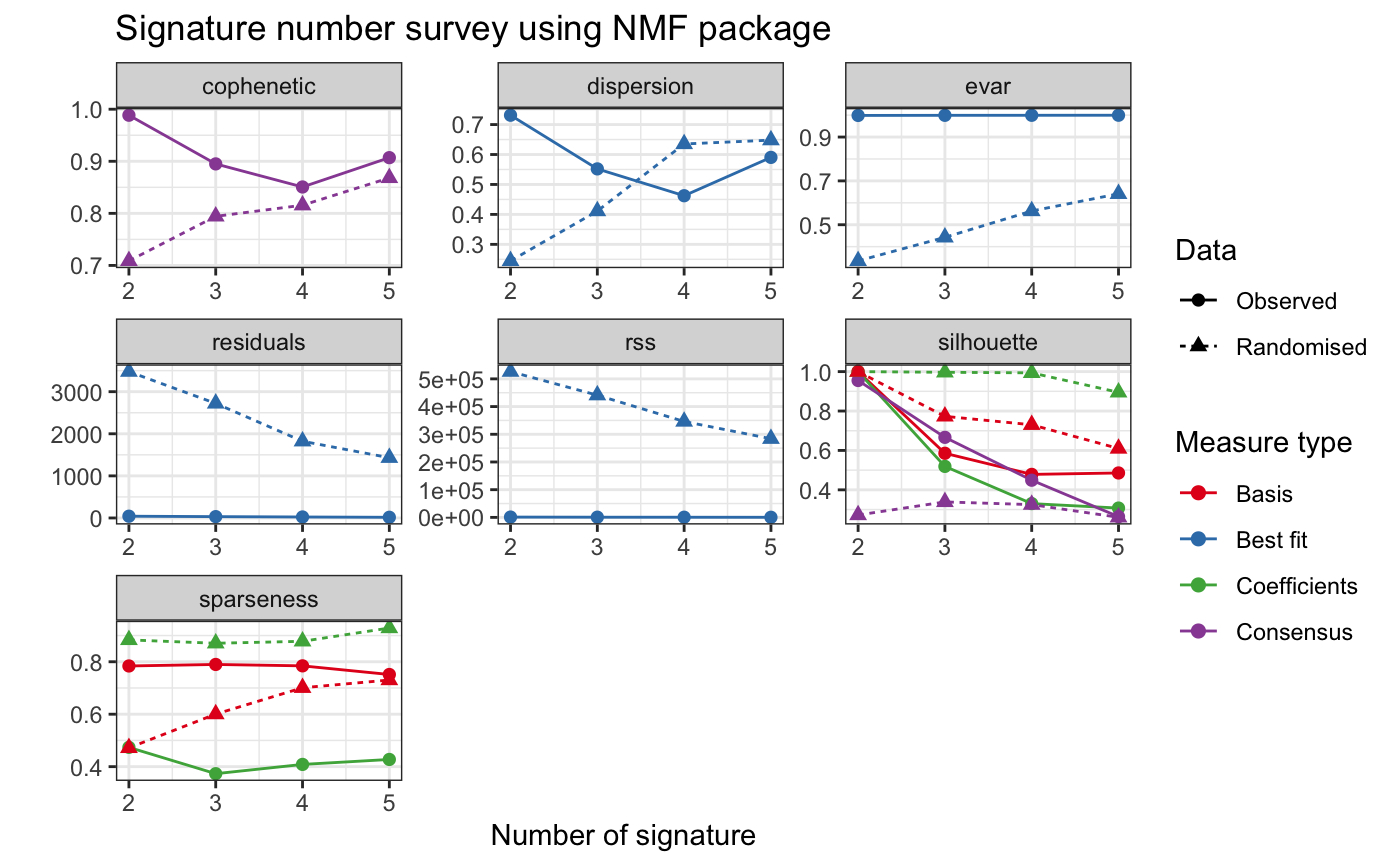 Signature number survey using NMF package
cophenetic
dispersion
evar
1.0
0.9
0.8
0.7
0.7
0.6
0.5
0.4
0.3
0.9
0.7
0.5
2 3 4 5
2 3 4 5
2 3 4 5
residuals
rss
silhouette
3000
2000
1000
0
5e+05
4e+05
3e+05
2e+05
1e+05
0e+00
1.0
0.8
0.6
0.4
2 3 4 5
2 3 4 5
2 3 4 5
sparseness
0.8
0.6
0.4
2 3 4 5
Number of signature
Data
Observed
Randomised
Measure type
Basis
Best fit
Coefficients
Consensus